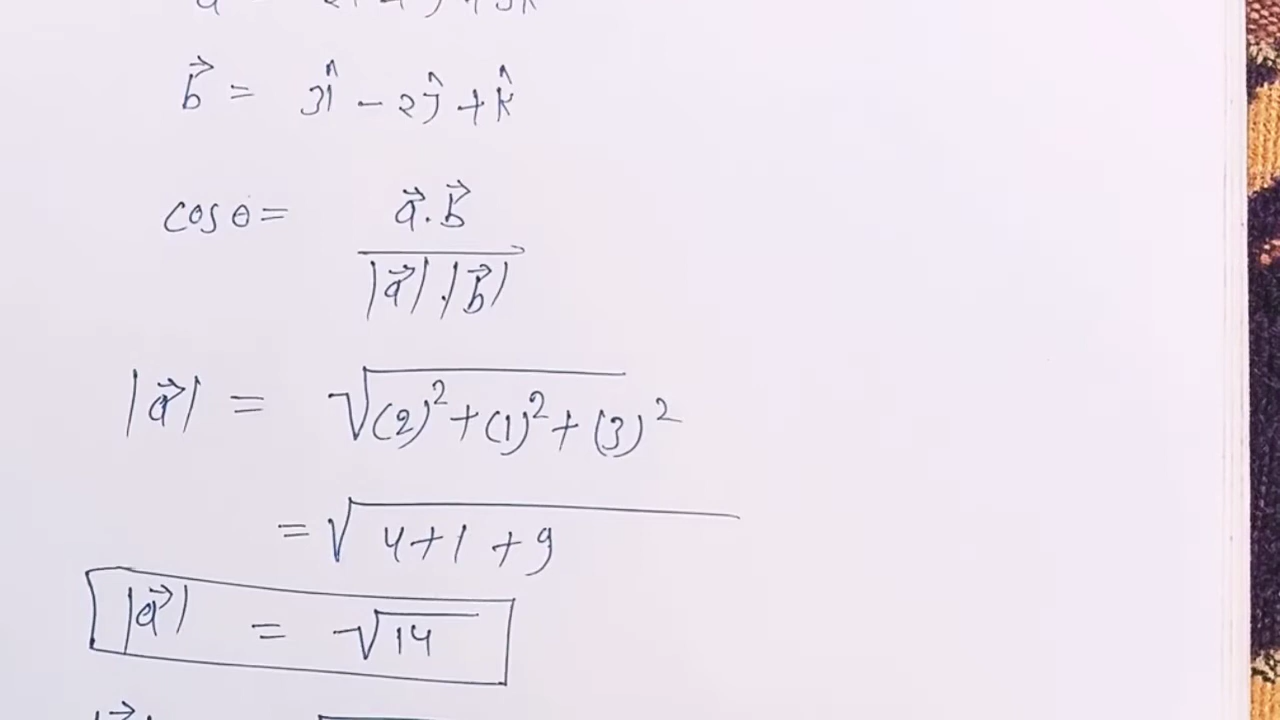 b⃗ = 3î - 2ĵ + k̂
cos θ = a⃗.b⃗ / |a⃗|.|b⃗|
|a⃗| = √(2)² + (1)² + (3)²
= √4+1+9
|a⃗| = √14